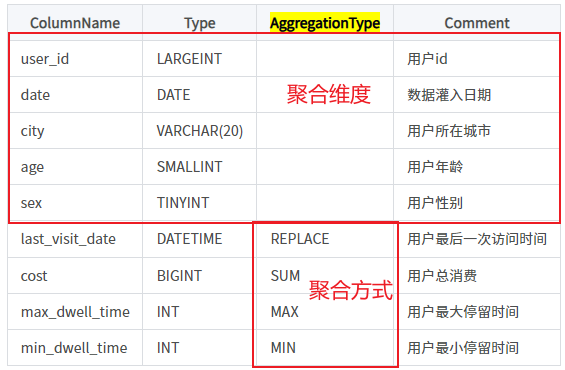 ColumnName Type AggregationType Comment
user_id LARGEINT 用户id
date DATE 数据灌入日期
聚合维度
city VARCHAR(20) 用户所在城市
age SMALLINT 用户年龄
sex TINYINT 用户性别
last_visit_date DATETIME REPLACE 用户最后一次访问时间
cost BIGINT SUM 用户总消费
聚合方式
max_dwell_time INT MAX 用户最大停留时间
min_dwell_time INT MIN 用户最小停留时间